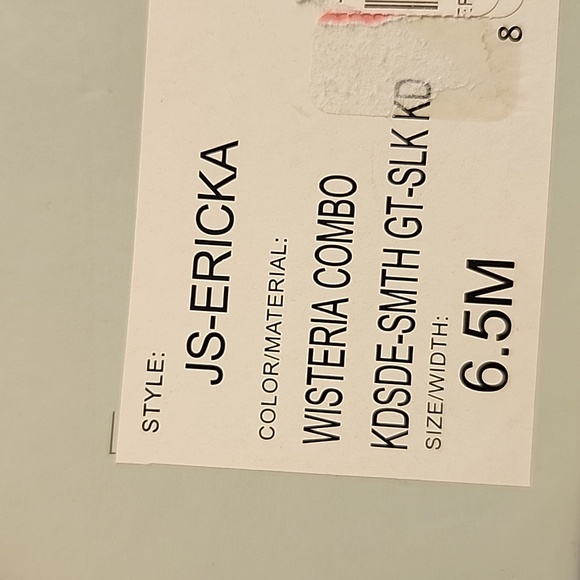 STYLE:
JS-ERICKA
COLOR/MATERIAL:
WISTERIA COMBO
KDSDE-SMTH GT-SLK KD
SIZE/WIDTH:
6.5M
8